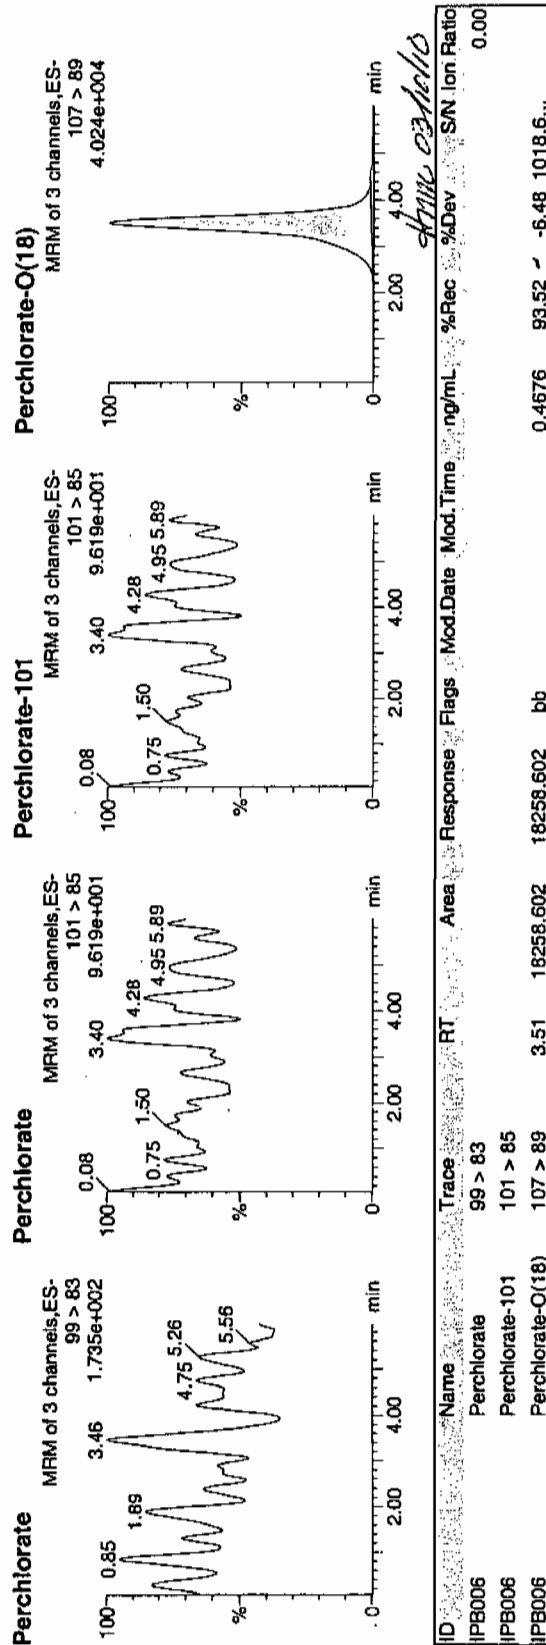 Perchlorate
MRM of 3 channels,ES-
99 > 83
1.735e+002
100
%
0
0.85
1.89
3.46
4.75
5.26
5.56
2.00
4.00
min
Perchlorate
MRM of 3 channels,ES-
101 > 85
9.619e+001
100
%
0
0.08
0.75
1.50
3.40
4.28
4.95
5.89
2.00
4.00
min
Perchlorate-101
MRM of 3 channels,ES-
101 > 85
9.619e+001
100
%
0
0.08
0.75
1.50
3.40
4.28
4.95
5.89
2.00
4.00
min
Perchlorate-O(18)
MRM of 3 channels,ES-
107 > 89
4.024e+004
100
%
0
2.00
4.00
min
ID Name Trace RT Area Response Flags Mod.Date Mod.Time ng/mL %Rec %Dev S/N Ion Ratio
IPB006 Perchlorate 99 > 83 0.00
IPB006 Perchlorate-101 101 > 85
IPB006 Perchlorate-O(18) 107 > 89 3.51 18258.602 18258.602 bb 0.4676 93.52 -6.48 1018.6...